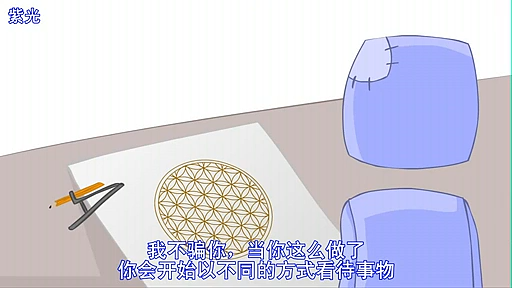 紫光
我不骗你，当你这么做了
你会开始以不同的方式看待事物